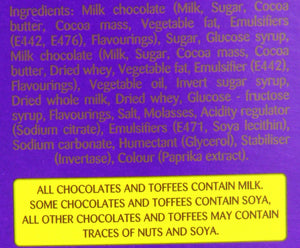 Ingredients: Milk chocolate (Milk, Sugar, Cocoa
butter, Cocoa mass, Vegetable fat, Emulsifiers
(E442, E476), Flavourings), Sugar, Glucose syrup,
Milk chocolate (Milk, Sugar, Cocoa mass, Cocoa
butter, Dried whey, Vegetable fat, Emulsifier (E442),
Flavourings), Vegetable oil, Invert sugar syrup,
Dried whole milk, Dried whey, Glucose - fructose
syrup, Flavourings, Salt, Molasses, Acidity regulator
(Sodium citrate), Emulsifiers (E471, Soya lecithin),
Sodium carbonate, Humectant (Glycerol), Stabiliser
(Invertase), Colour (Paprika extract).
ALL CHOCOLATES AND TOFFEES CONTAIN MILK.
SOME CHOCOLATES AND TOFFEES CONTAIN SOYA,
ALL OTHER CHOCOLATES AND TOFFEES MAY CONTAIN
TRACES OF NUTS AND SOYA.